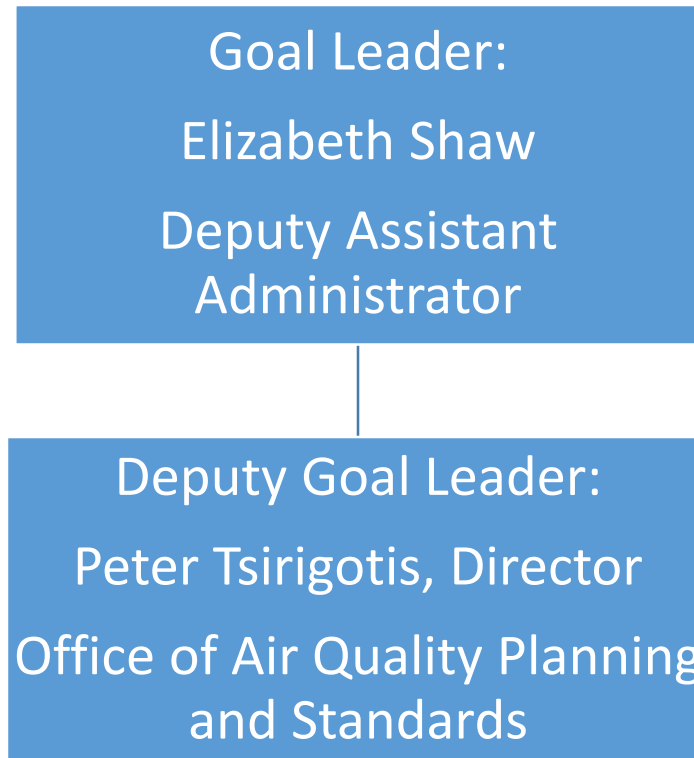 Goal Leader:
Elizabeth Shaw
Deputy Assistant
Administrator
Deputy Goal Leader:
Peter Tsirigotis, Director
Office of Air Quality Planning
and Standards